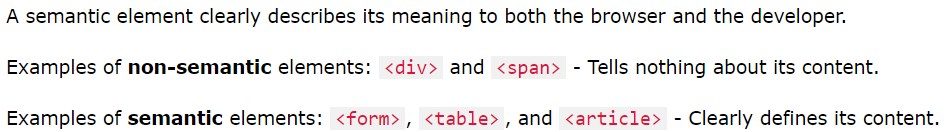 A semantic element clearly describes its meaning to both the browser and the developer.
Examples of non-semantic elements: <div> and <span> - Tells nothing about its content.
Examples of semantic elements: <form>, <table>, and <article> - Clearly defines its content.